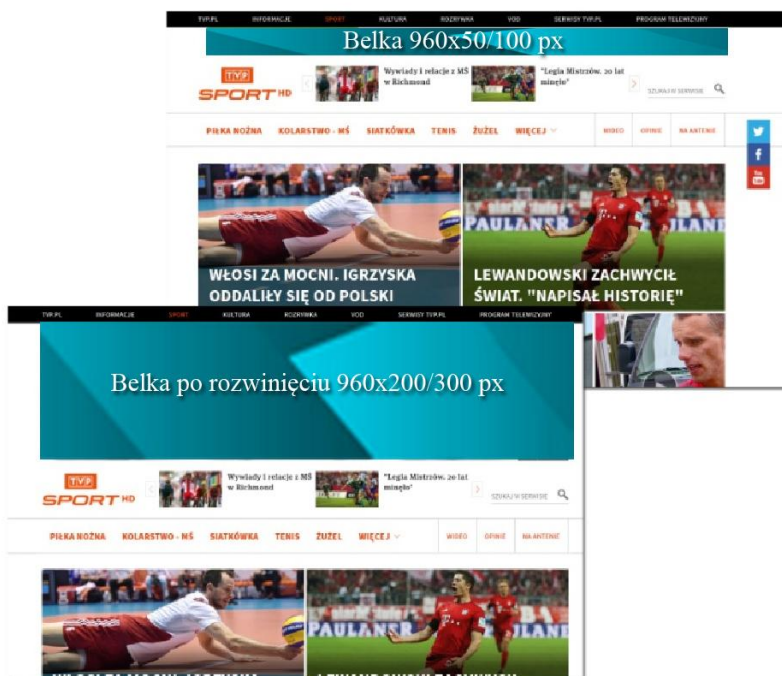 TVP.PL INFORMACJE SPORT KULTURA ROZRYWKA VOD SERWISY TVP.PL PROGRAM TELEWIZYJNY
Belka 960x50/100 px
TVP
SPORT HD
Wywiady i relacje z MŚ
w Richmond
"Legia Mistrzów. 20 lat
minęło"
SZUKAJ W SERWISIE
PIŁKA NOŻNA KOLARSTWO - MŚ SIATKÓWKA TENIS ŻUŻEL WIĘCEJ WIDEO OPINIE NA ANTENIE
You
PAULANER
WŁOSI ZA MOCNI. IGRZYSKA
ODDALIŁY SIĘ OD POLSKI
LEWANDOWSKI ZACHWYCIŁ
ŚWIAT. "NAPISAŁ HISTORIĘ"
TVP.PL INFORMACJE SPORT KULTURA ROZRYWKA VOD SERWISY TVP.PL PROGRAM TELEWIZYJNY
Belka po rozwinięciu 960x200/300 px
TVP
SPORT HD
Wywiady i relacje z MŚ
w Richmond
"Legia Mistrzów. 20 lat
minęło"
SZUKAJ W SERWISIE
PIŁKA NOŻNA KOLARSTWO - MŚ SIATKÓWKA TENIS ŻUŻEL WIĘCEJ WIDEO OPINIE NA ANTENIE
PAULANER